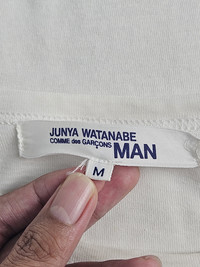 JUNYA WATANABE
COMME des GARÇONS MAN
M